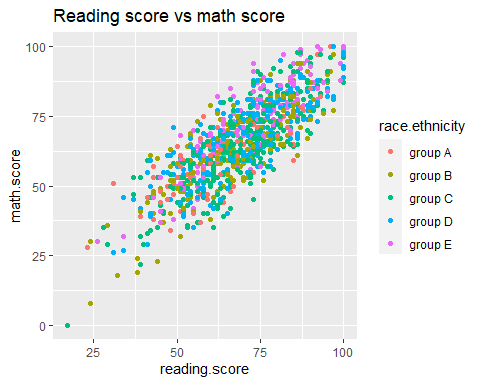 Reading score vs math score
100
75
50
25
0
math.score
25
50
75
100
reading.score
race.ethnicity
group A
group B
group C
group D
group E